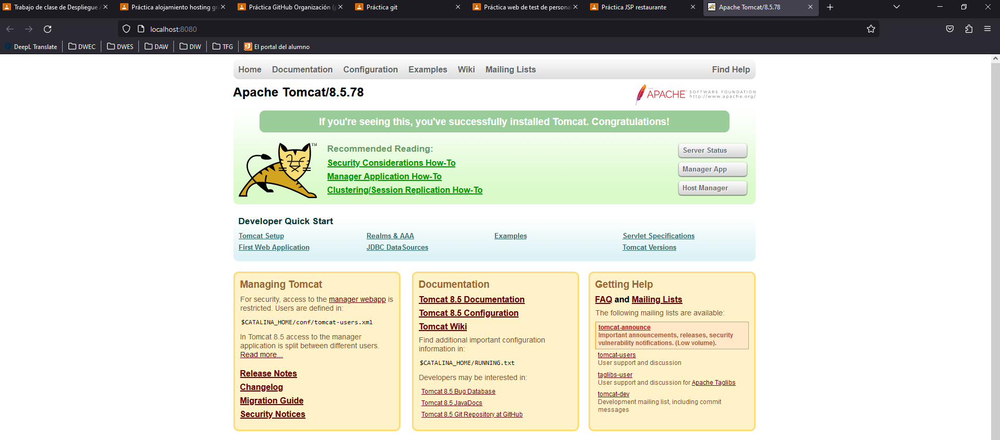 Trabajo de clase de Despliegue
Práctica alojamiento hosting gr
Práctica GitHub Organización (
Práctica git
Práctica web de test de persona
Práctica JSP restaurante
Apache Tomcat/8.5.78
localhost:8080
DeepL Translate
DWEC
DWES
DAW
DIW
TFG
El portal del alumno
Home Documentation Configuration Examples Wiki Mailing Lists Find Help
Apache Tomcat/8.5.78
THE APACHE SOFTWARE FOUNDATION
http://www.apache.org/
If you're seeing this, you've successfully installed Tomcat. Congratulations!
TM
Recommended Reading:
Security Considerations How-To
Manager Application How-To
Clustering/Session Replication How-To
Server Status
Manager App
Host Manager
Developer Quick Start
Tomcat Setup
First Web Application
Realms & AAA
JDBC DataSources
Examples
Servlet Specifications
Tomcat Versions
Managing Tomcat
For security, access to the manager webapp is
restricted. Users are defined in:
$CATALINA_HOME/conf/tomcat-users.xml
In Tomcat 8.5 access to the manager
application is split between different users.
Read more...
Release Notes
Changelog
Migration Guide
Security Notices
Documentation
Tomcat 8.5 Documentation
Tomcat 8.5 Configuration
Tomcat Wiki
Find additional important configuration
information in:
$CATALINA_HOME/RUNNING.txt
Developers may be interested in:
Tomcat 8.5 Bug Database
Tomcat 8.5 JavaDocs
Tomcat 8.5 Git Repository at GitHub
Getting Help
FAQ and Mailing Lists
The following mailing lists are available:
tomcat-announce
Important announcements, releases, security
vulnerability notifications. (Low volume).
tomcat-users
User support and discussion
taglibs-user
User support and discussion for Apache Taglibs
tomcat-dev
Development mailing list, including commit
messages